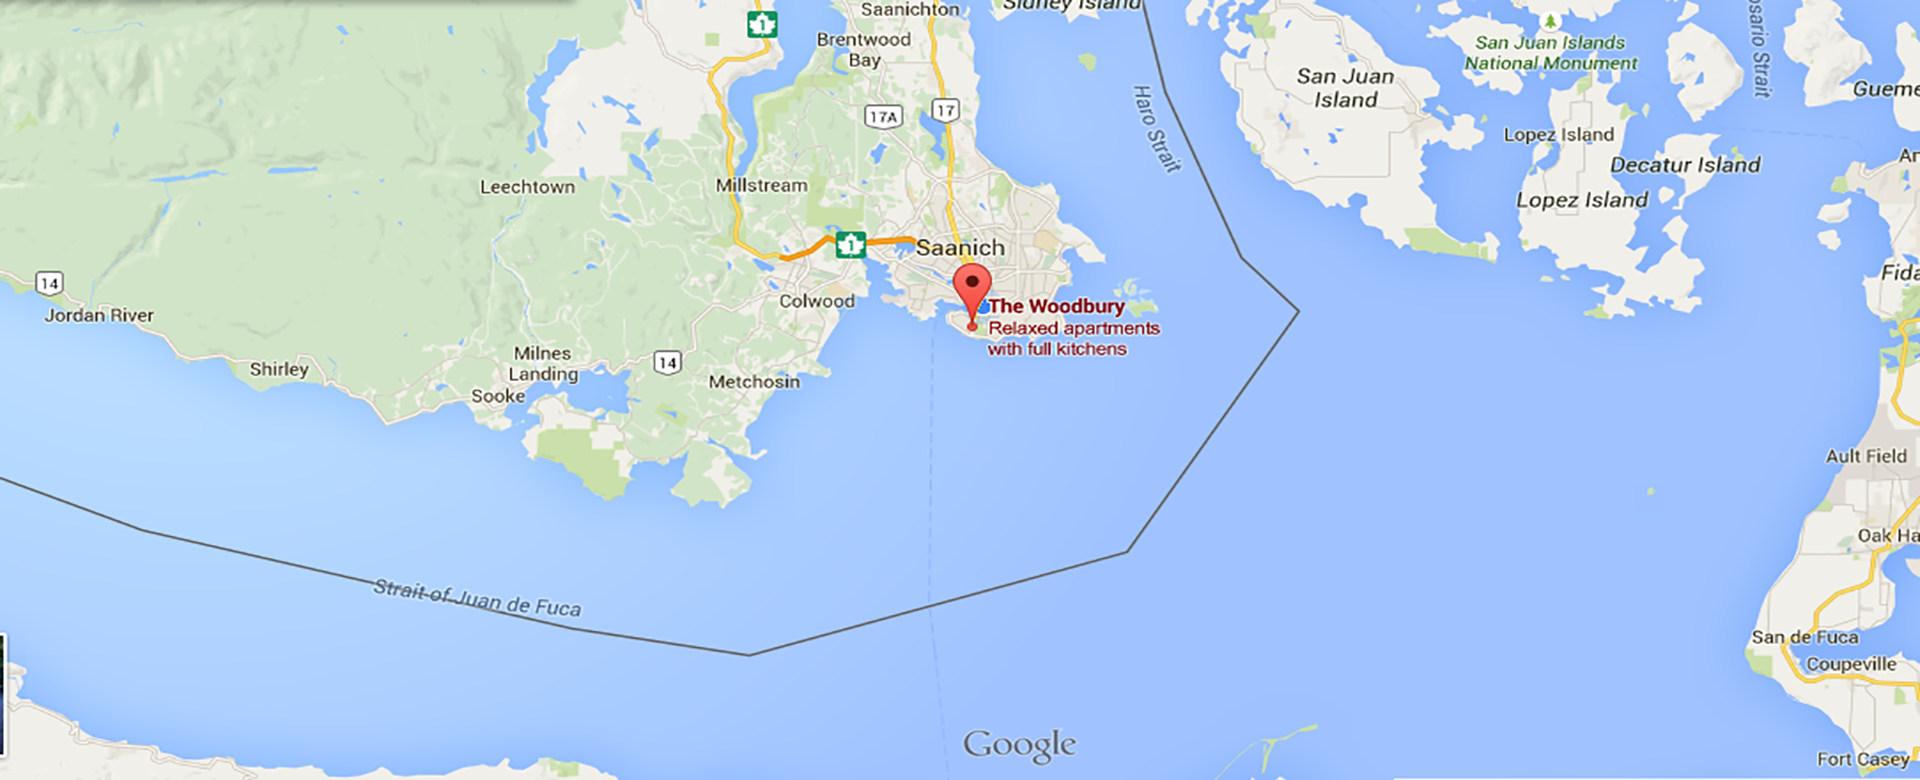 Saanichton
Sidney Island
1
Brentwood
Bay
San Juan Islands
National Monument
Rosario Strait
San Juan
Island
Gueme
Haro Strait
17A
17
Lopez Island
Decatur Island
An
Leechtown
Millstream
Lopez Island
1
Saanich
14
Jordan River
Colwood
The Woodbury
Relaxed apartments
with full kitchens
Fida
Shirley
Milnes
Landing
14
Sooke
Metchosin
Ault Field
Oak Ha
Strait of Juan de Fuca
San de Fuca
Coupeville
Google
Fort Casey